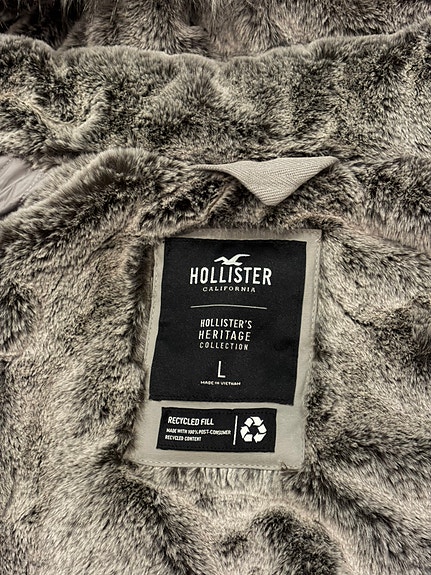 HOLLISTER
CALIFORNIA
HOLLISTER'S
HERITAGE
COLLECTION
L
MADE IN VIETNAM
RECYCLED FILL
MADE WITH 100% POST-CONSUMER
RECYCLED CONTENT